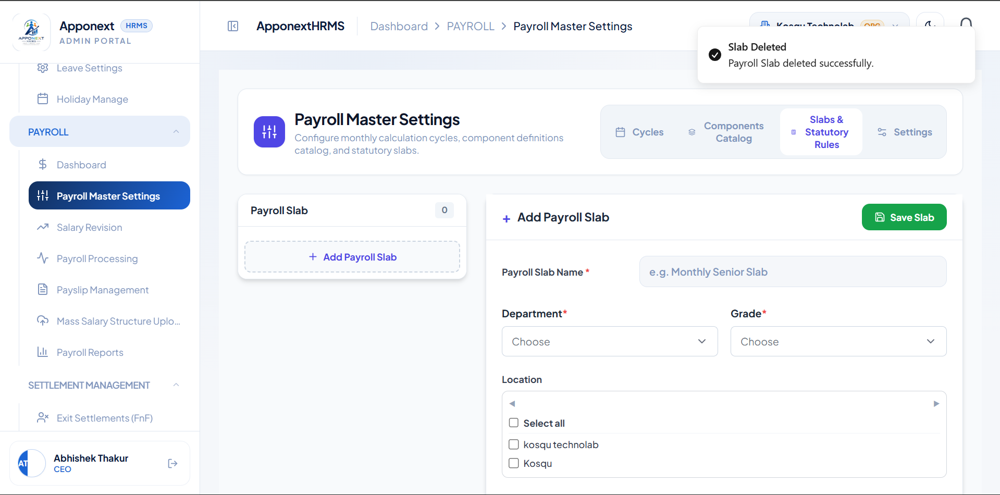 Apponext HRMS
ADMIN PORTAL
APPONEXT
HRMS
Leave Settings
Holiday Manage
PAYROLL
Dashboard
Payroll Master Settings
Salary Revision
Payroll Processing
Payslip Management
Mass Salary Structure Uplo...
Payroll Reports
SETTLEMENT MANAGEMENT
Exit Settlements (FnF)
AT
Abhishek Thakur
CEO
ApponextHRMS
Dashboard > PAYROLL > Payroll Master Settings
Kosqu Technolab ORG
Slab Deleted
Payroll Slab deleted successfully.
Payroll Master Settings
Configure monthly calculation cycles, component definitions
catalog, and statutory slabs.
Cycles
Components
Catalog
Slabs &
Statutory
Rules
Settings
Payroll Slab 0
+ Add Payroll Slab
+ Add Payroll Slab
Save Slab
Payroll Slab Name *
e.g. Monthly Senior Slab
Department*
Choose
Grade*
Choose
Location
Select all
kosqu technolab
Kosqu